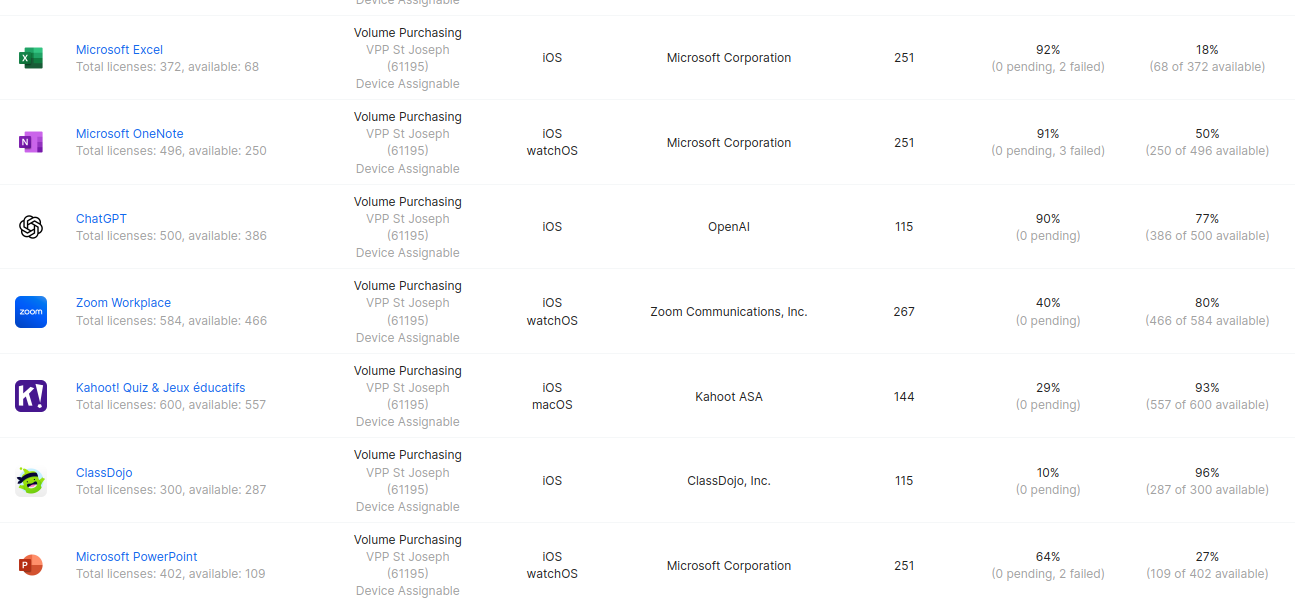 Device Assignable
Microsoft Excel
Total licenses: 372, available: 68
Volume Purchasing
VPP St Joseph
(61195)
Device Assignable
iOS
Microsoft Corporation
251
92%
(0 pending, 2 failed)
18%
(68 of 372 available)
Microsoft OneNote
Total licenses: 496, available: 250
Volume Purchasing
VPP St Joseph
(61195)
Device Assignable
iOS
watchOS
Microsoft Corporation
251
91%
(0 pending, 3 failed)
50%
(250 of 496 available)
ChatGPT
Total licenses: 500, available: 386
Volume Purchasing
VPP St Joseph
(61195)
Device Assignable
iOS
OpenAI
115
90%
(0 pending)
77%
(386 of 500 available)
zoom
Zoom Workplace
Total licenses: 584, available: 466
Volume Purchasing
VPP St Joseph
(61195)
Device Assignable
iOS
watchOS
Zoom Communications, Inc.
267
40%
(0 pending)
80%
(466 of 584 available)
K!
Kahoot! Quiz & Jeux éducatifs
Total licenses: 600, available: 557
Volume Purchasing
VPP St Joseph
(61195)
Device Assignable
iOS
macOS
Kahoot ASA
144
29%
(0 pending)
93%
(557 of 600 available)
ClassDojo
Total licenses: 300, available: 287
Volume Purchasing
VPP St Joseph
(61195)
Device Assignable
iOS
ClassDojo, Inc.
115
10%
(0 pending)
96%
(287 of 300 available)
Microsoft PowerPoint
Total licenses: 402, available: 109
Volume Purchasing
VPP St Joseph
(61195)
Device Assignable
iOS
watchOS
Microsoft Corporation
251
64%
(0 pending, 2 failed)
27%
(109 of 402 available)